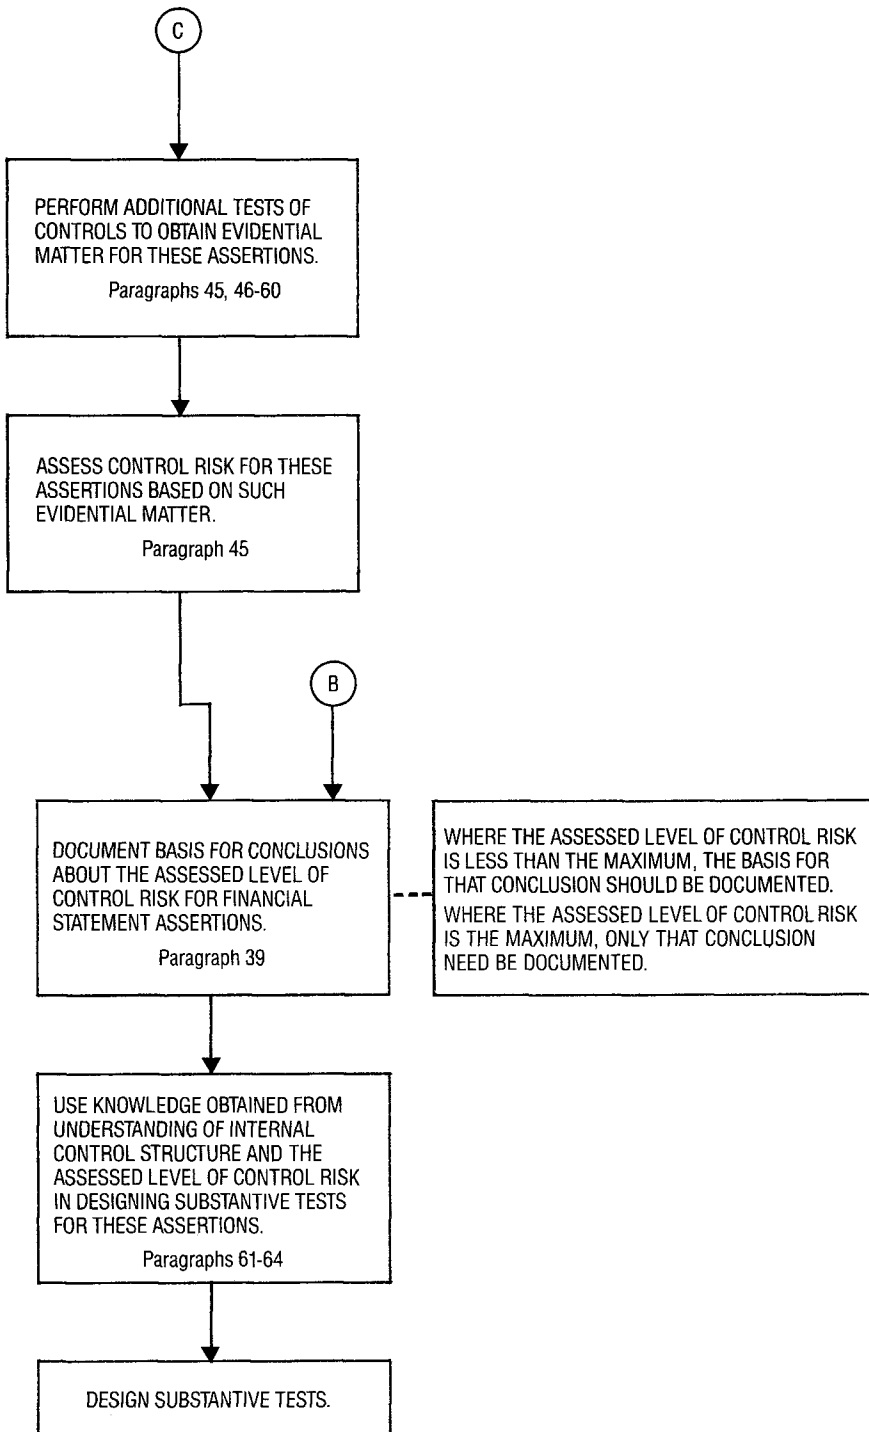 C
PERFORM ADDITIONAL TESTS OF
CONTROLS TO OBTAIN EVIDENTIAL
MATTER FOR THESE ASSERTIONS.
Paragraphs 45, 46-60
ASSESS CONTROL RISK FOR THESE
ASSERTIONS BASED ON SUCH
EVIDENTIAL MATTER.
Paragraph 45
B
DOCUMENT BASIS FOR CONCLUSIONS
ABOUT THE ASSESSED LEVEL OF
CONTROL RISK FOR FINANCIAL
STATEMENT ASSERTIONS.
Paragraph 39
WHERE THE ASSESSED LEVEL OF CONTROL RISK
IS LESS THAN THE MAXIMUM, THE BASIS FOR
THAT CONCLUSION SHOULD BE DOCUMENTED.
WHERE THE ASSESSED LEVEL OF CONTROL RISK
IS THE MAXIMUM, ONLY THAT CONCLUSION
NEED BE DOCUMENTED.
USE KNOWLEDGE OBTAINED FROM
UNDERSTANDING OF INTERNAL
CONTROL STRUCTURE AND THE
ASSESSED LEVEL OF CONTROL RISK
IN DESIGNING SUBSTANTIVE TESTS
FOR THESE ASSERTIONS.
Paragraphs 61-64
DESIGN SUBSTANTIVE TESTS.